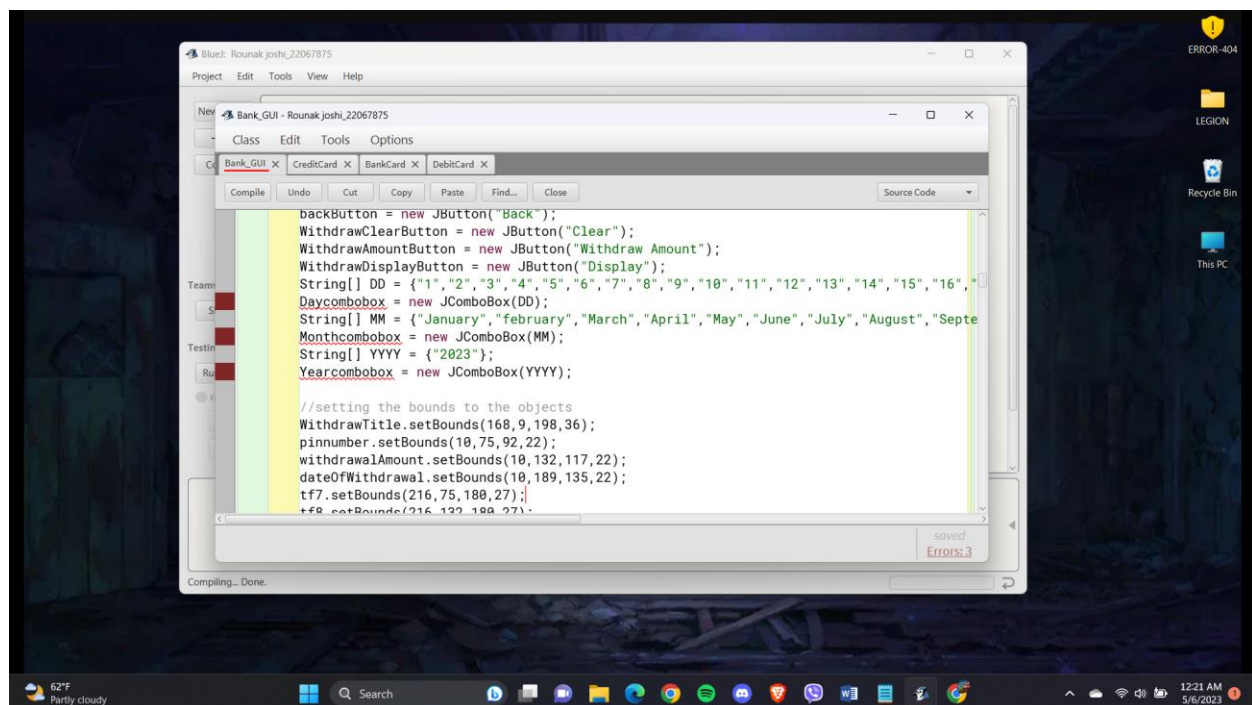 ERROR-404
LEGION
Recycle Bin
This PC
BlueJ: Rounak joshi_22067875
Project Edit Tools View Help
Bank_GUI - Rounak joshi_22067875
Class Edit Tools Options
Bank_GUI CreditCard BankCard DebitCard
Compile Undo Cut Copy Paste Find... Close Source Code
backButton = new JButton("Back");
WithdrawClearButton = new JButton("Clear");
WithdrawAmountButton = new JButton("Withdraw Amount");
WithdrawDisplayButton = new JButton("Display");
String[] DD = {"1","2","3","4","5","6","7","8","9","10","11","12","13","14","15","16","
Daycombobox = new JComboBox(DD);
String[] MM = {"January","february","March","April","May","June","July","August","Septe
Monthcombobox = new JComboBox(MM);
String[] YYYY = {"2023"};
Yearcombobox = new JComboBox(YYYY);
//setting the bounds to the objects
WithdrawTitle.setBounds(168,9,198,36);
pinnumber.setBounds(10,75,92,22);
withdrawalAmount.setBounds(10,132,117,22);
dateOfWithdrawal.setBounds(10,189,135,22);
tf7.setBounds(216,75,180,27);
tf8.setBounds(216,132,180,27);
saved
Errors: 3
Compiling... Done.
62°F
Partly cloudy
Search
12:21 AM
5/6/2023
1